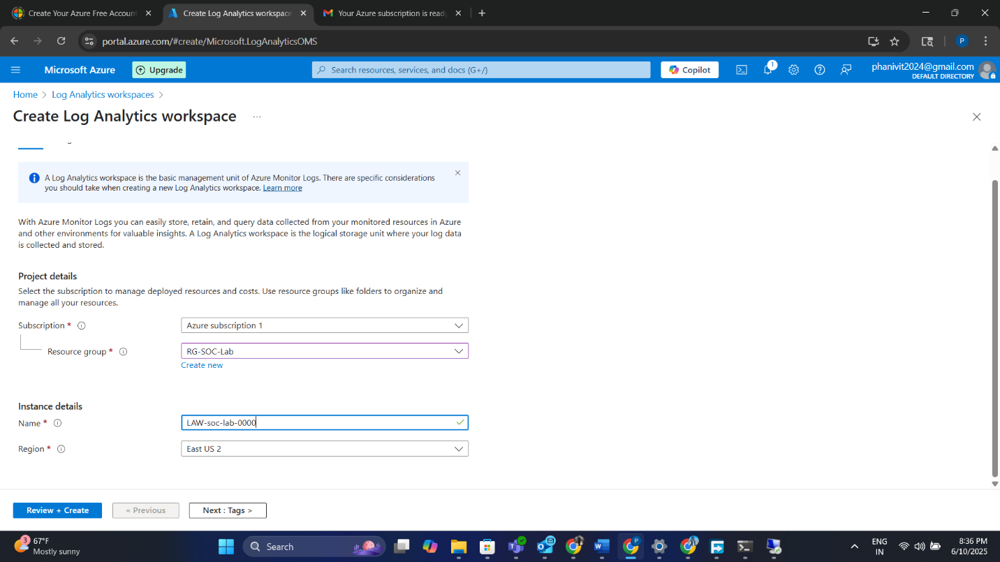 Create Your Azure Free Account
Create Log Analytics workspace
Your Azure subscription is ready
portal.azure.com/#create/Microsoft.LogAnalyticsOMS
P
Microsoft Azure
Upgrade
Search resources, services, and docs (G+/)
Copilot
1
phanivit2024@gmail.com
DEFAULT DIRECTORY
Home > Log Analytics workspaces >
Create Log Analytics workspace ...
A Log Analytics workspace is the basic management unit of Azure Monitor Logs. There are specific considerations
you should take when creating a new Log Analytics workspace. Learn more
With Azure Monitor Logs you can easily store, retain, and query data collected from your monitored resources in Azure
and other environments for valuable insights. A Log Analytics workspace is the logical storage unit where your log data
is collected and stored.
Project details
Select the subscription to manage deployed resources and costs. Use resource groups like folders to organize and
manage all your resources.
Subscription *
Azure subscription 1
Resource group *
RG-SOC-Lab
Create new
Instance details
Name *
LAW-soc-lab-0000
Region *
East US 2
Review + Create
« Previous
Next : Tags >
3
67°F
Mostly sunny
Search
ENG
IN
8:36 PM
6/10/2025